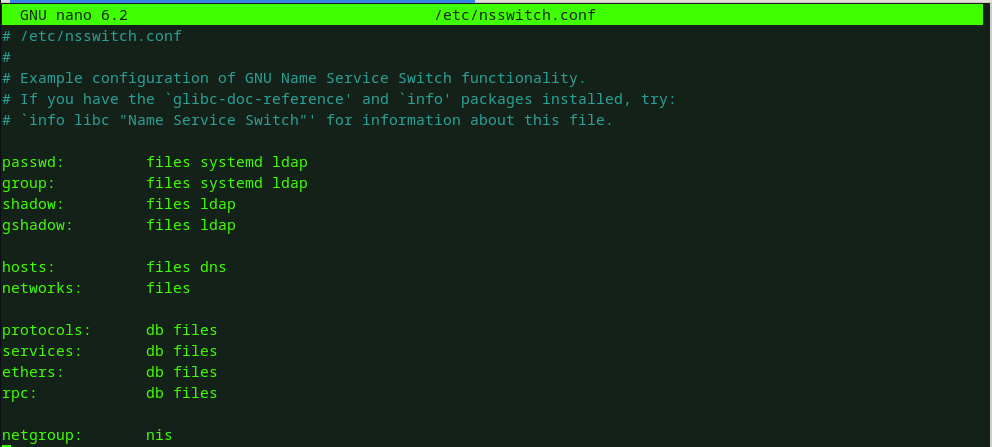 GNU nano 6.2 /etc/nsswitch.conf
# /etc/nsswitch.conf
#
# Example configuration of GNU Name Service Switch functionality.
# If you have the `glibc-doc-reference' and `info' packages installed, try:
# `info libc "Name Service Switch"' for information about this file.

passwd:         files systemd ldap
group:          files systemd ldap
shadow:         files ldap
gshadow:        files ldap

hosts:          files dns
networks:       files

protocols:      db files
services:       db files
ethers:         db files
rpc:            db files

netgroup:       nis